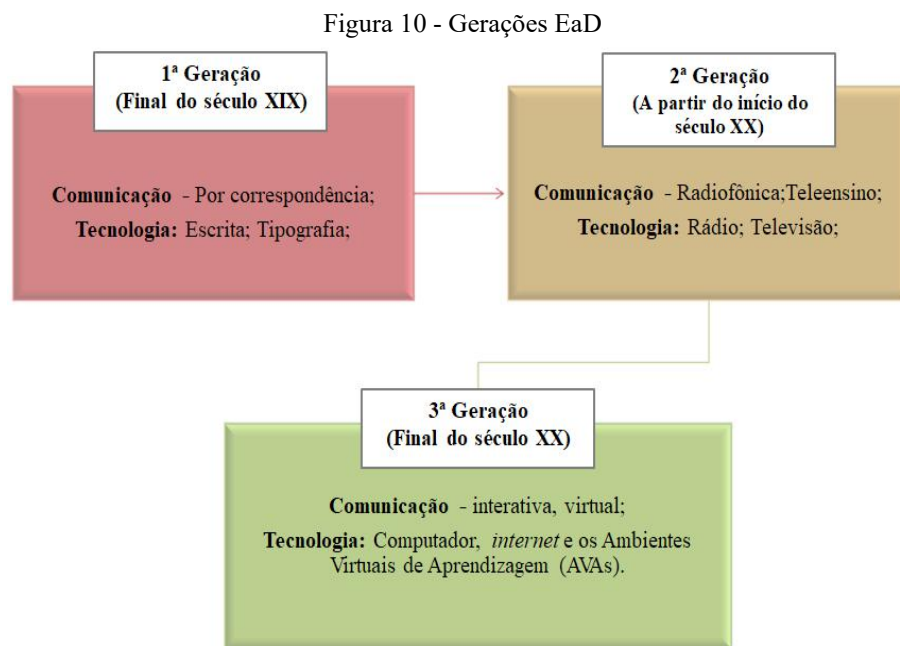 Figura 10 - Gerações EaD
1ª Geração
(Final do século XIX)
Comunicação - Por correspondência;
Tecnologia: Escrita; Tipografia;
2ª Geração
(A partir do início do
século XX)
Comunicação - Radiofônica;Teleensino;
Tecnologia: Rádio; Televisão;
3ª Geração
(Final do século XX)
Comunicação - interativa, virtual;
Tecnologia: Computador, internet e os Ambientes
Virtuais de Aprendizagem (AVAs).